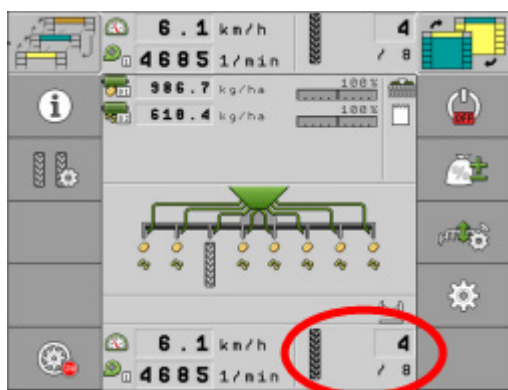 6.1 km/h 4
4685 1/min / 8
986.7 kg/ha 100%
618.4 kg/ha 100%
OFF
%
6.1 km/h 4
4685 1/min / 8